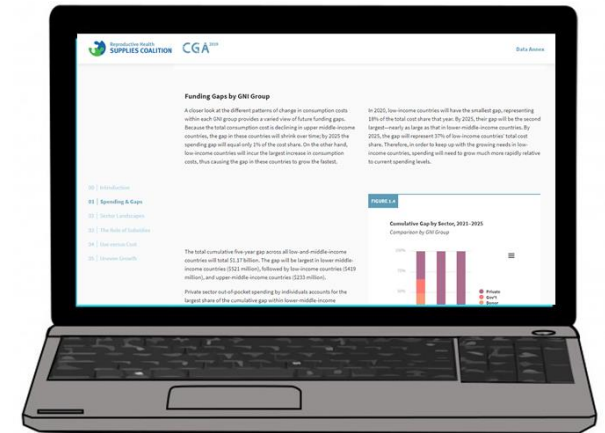 Reproductive Health
SUPPLIES COALITION
CGA 2019
Data Annex
Funding Gaps by GNI Group
A closer look at the different patterns of change in consumption costs
within each GNI group provides a varied view of future funding gaps.
Because the total consumption cost is declining in upper middle-income
countries, the gap in these countries will shrink over time; by 2025 the
spending gap will equal only 1% of the cost share. On the other hand,
low-income countries will incur the largest increase in consumption
costs, thus causing the gap in these countries to grow the fastest.
In 2020, low-income countries will have the smallest gap, representing
18% of the total cost share that year. By 2025, their gap will be the second
largest—nearly as large as that in lower-middle-income countries. By
2025, the gap will represent 37% of low-income countries' total cost
share. Therefore, in order to keep up with the growing needs in low-
income countries, spending will need to grow much more rapidly relative
to current spending levels.
00 | Introduction
01 | Spending & Gaps
02 | Sector Landscapes
03 | The Role of Subsidies
04 | Use versus Cost
05 | Income Growth
The total cumulative five-year gap across all low-and-middle-income
countries will total $1.17 billion. The gap will be largest in lower middle-
income countries ($521 million), followed by low-income countries ($419
million), and upper-middle-income countries ($233 million).
Private sector out-of-pocket spending by individuals accounts for the
largest share of the cumulative gap within lower-middle income
FIGURE 1.4
Cumulative Gap by Sector, 2021–2025
Comparison by GNI Group
100%
75%
50%
Private
Gov't
Donor